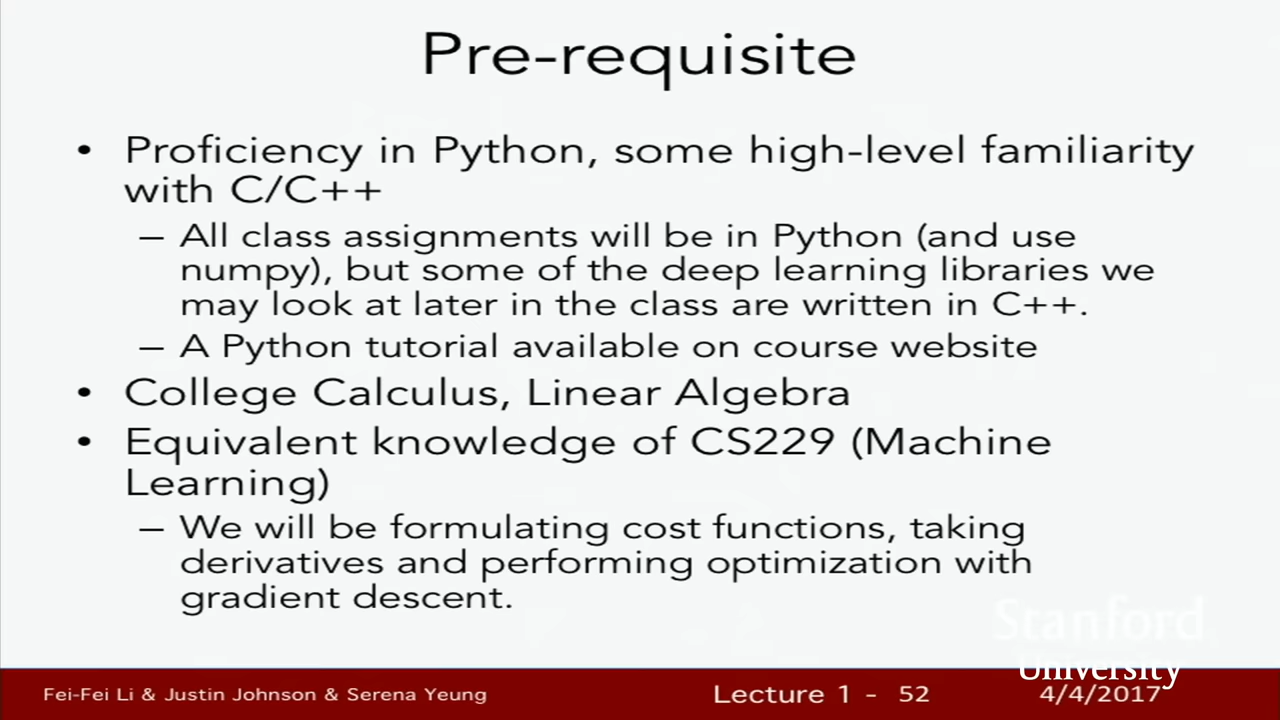 Pre-requisite
• Proficiency in Python, some high-level familiarity
with C/C++
– All class assignments will be in Python (and use
numpy), but some of the deep learning libraries we
may look at later in the class are written in C++.
– A Python tutorial available on course website
• College Calculus, Linear Algebra
• Equivalent knowledge of CS229 (Machine
Learning)
– We will be formulating cost functions, taking
derivatives and performing optimization with
gradient descent.
Stanford
University
Fei-Fei Li & Justin Johnson & Serena Yeung
Lecture 1 - 52
4/4/2017